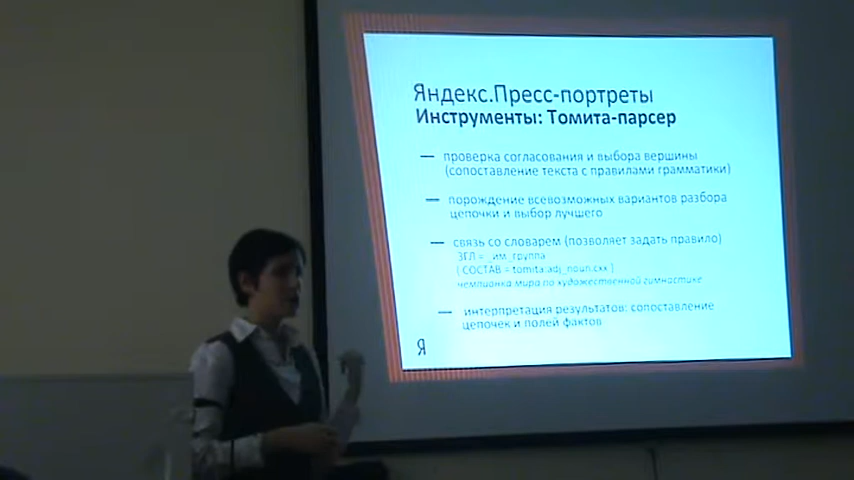 Яндекс.Пресс-портреты
Инструменты: Томита-парсер
— проверка согласования и выбора вершины
(сопоставление текста с правилами грамматики)
— порождение всевозможных вариантов разбора
цепочки и выбор лучшего
— связь со словарем (позволяет задать правило)
ЗГЛ = _им_группа
{ СОСТАВ = tomita:adj_noun.cxx }
чемпионка мира по художественной гимнастике
— интерпретация результатов: сопоставление
цепочек и полей фактов
Я